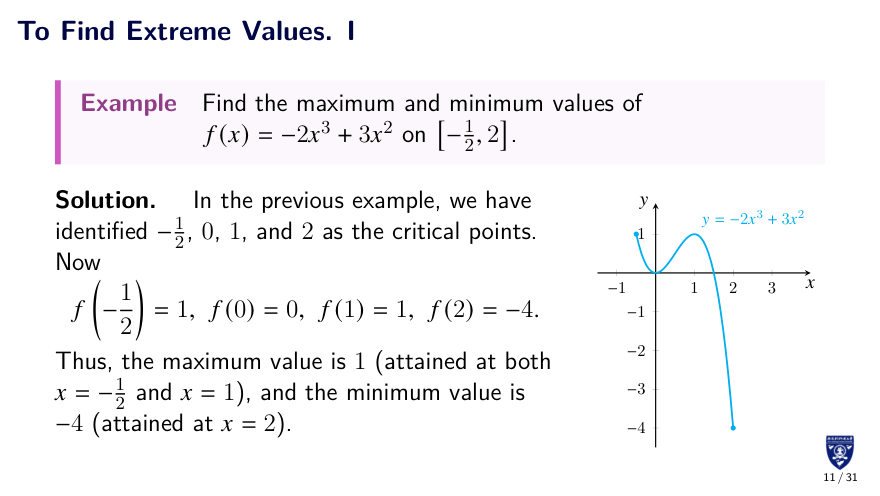 To Find Extreme Values. I
Example Find the maximum and minimum values of
f(x) = −2x³ + 3x² on [−1/2, 2].
Solution. In the previous example, we have
identified −1/2, 0, 1, and 2 as the critical points.
Now
f(−1/2) = 1, f(0) = 0, f(1) = 1, f(2) = −4.
Thus, the maximum value is 1 (attained at both
x = −1/2 and x = 1), and the minimum value is
−4 (attained at x = 2).
y
y = −2x³ + 3x²
1
−1 1 2 3 x
−1
−2
−3
−4
11 / 31